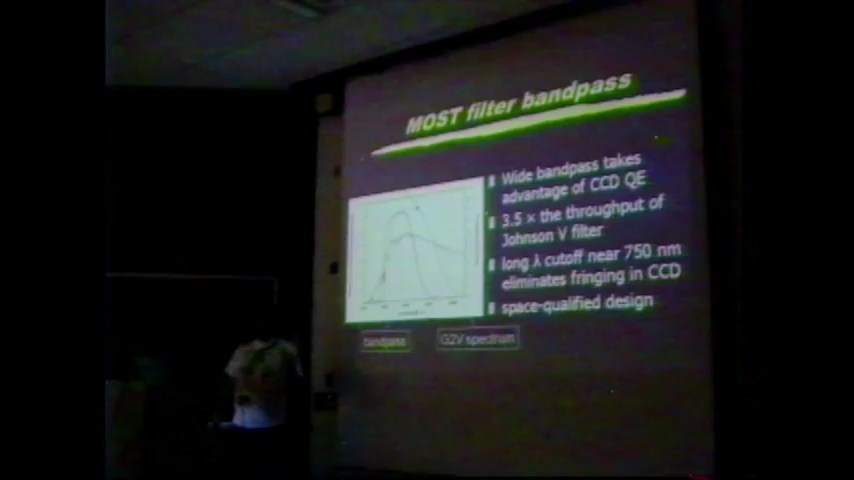 MOST filter bandpass
Wide bandpass takes
advantage of CCD QE
3.5 × the throughput of
Johnson V filter
long λ cutoff near 750 nm
eliminates fringing in CCD
space-qualified design
bandpass
G2V spectrum